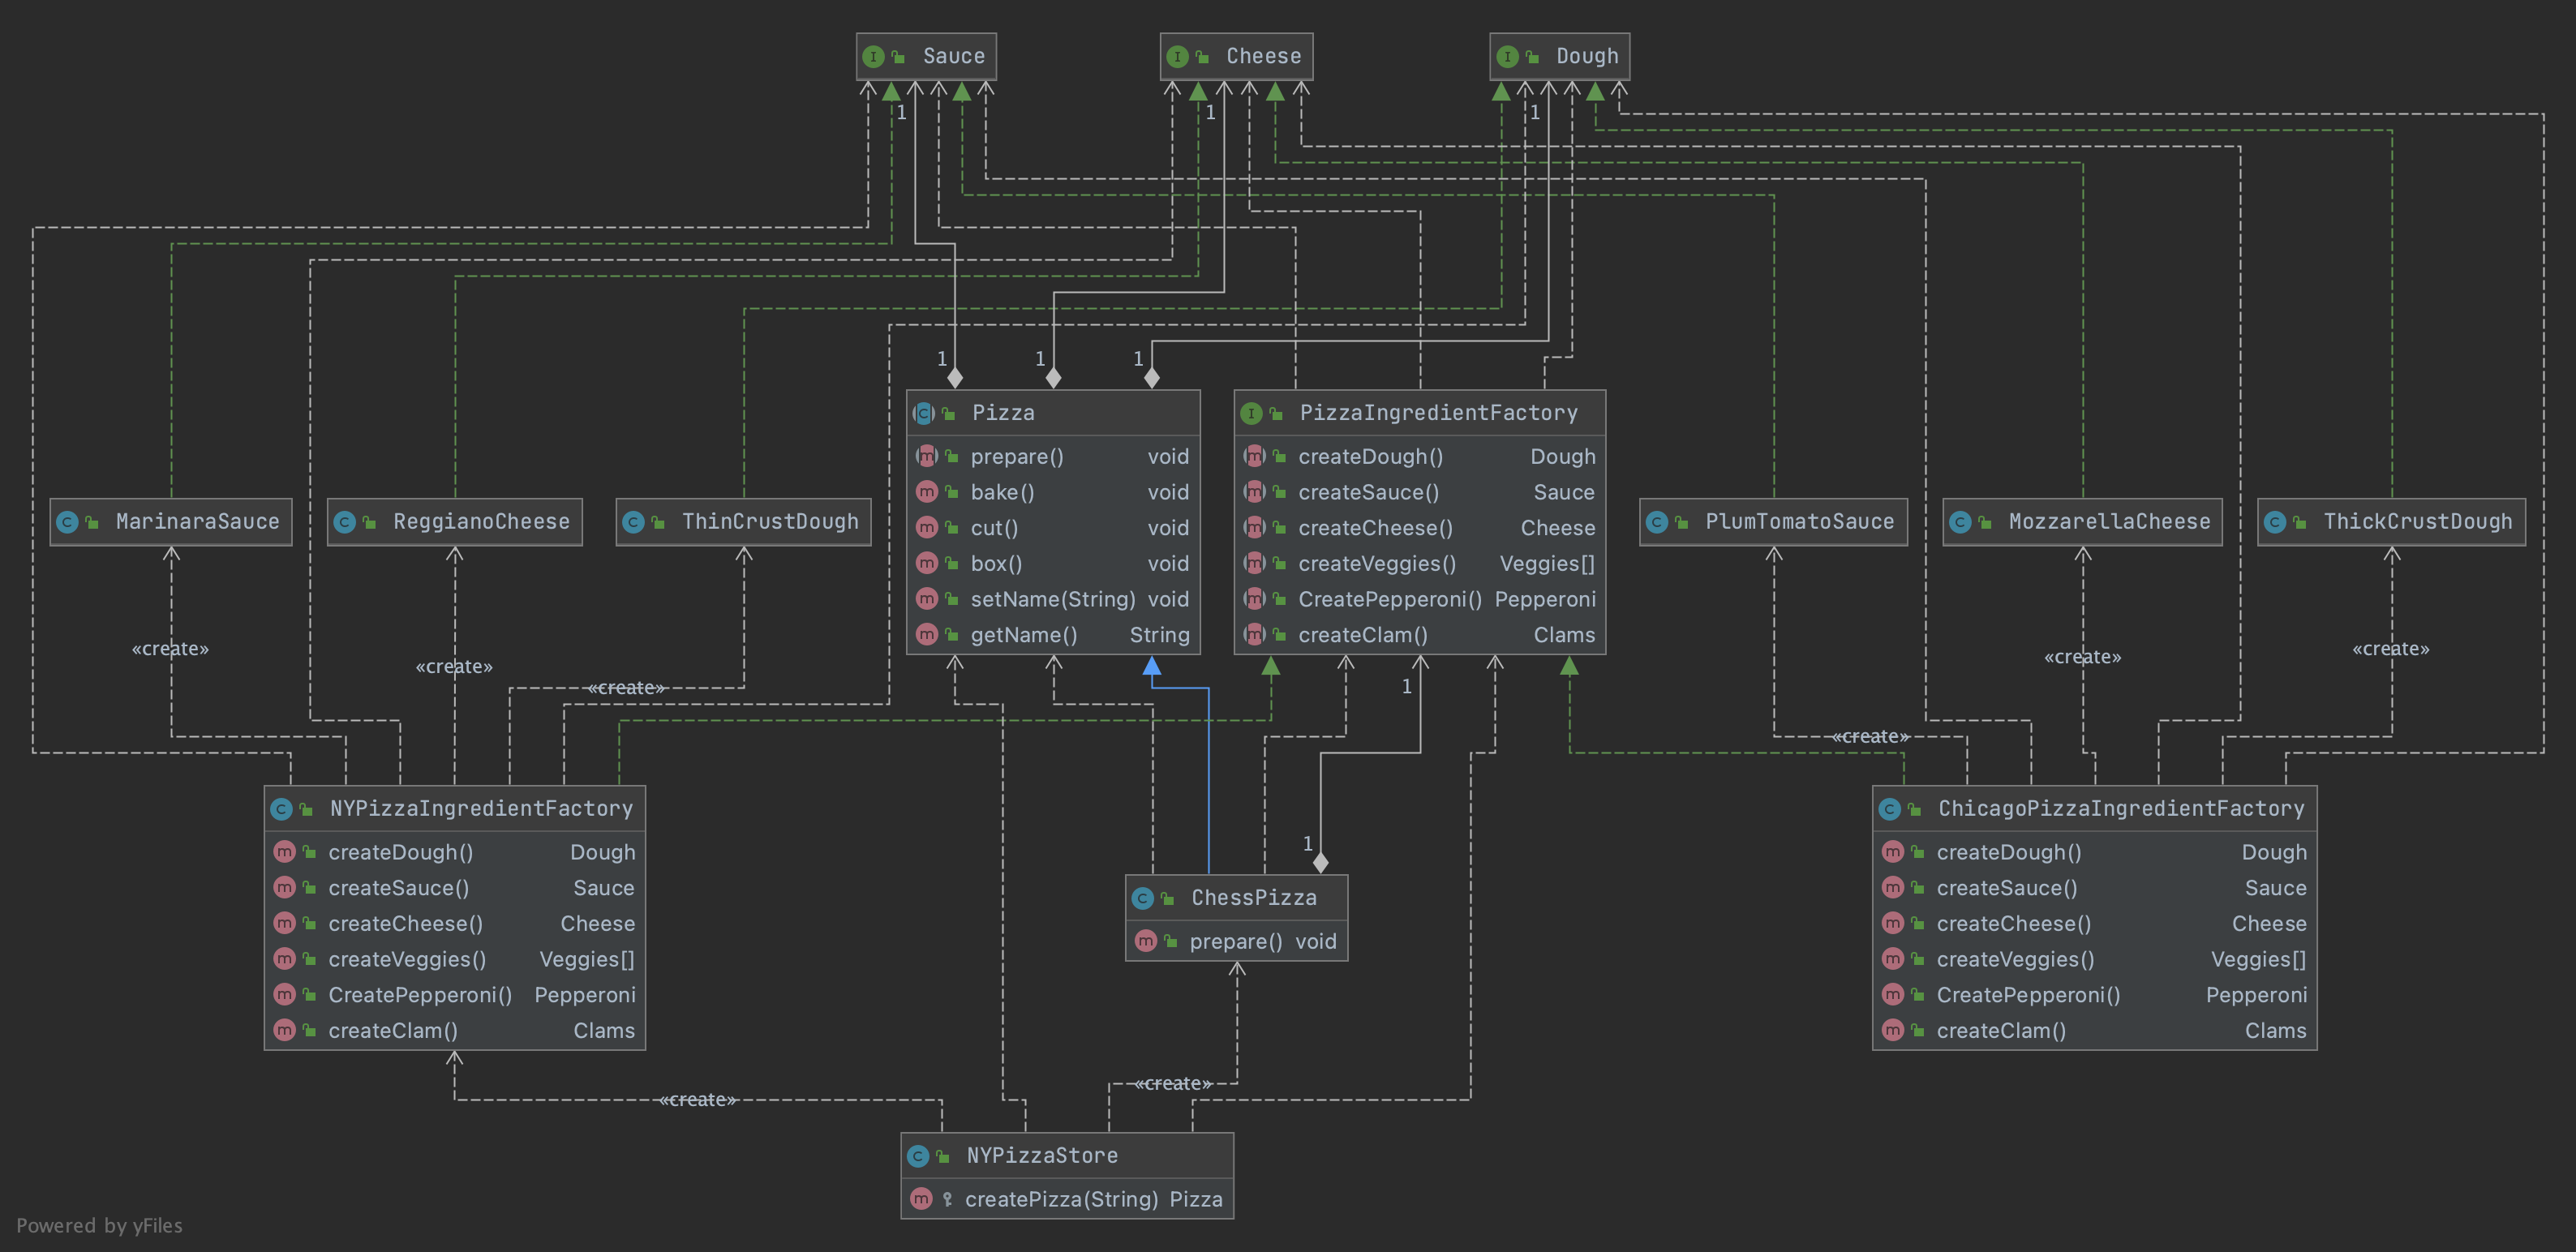 Sauce
Cheese
Dough
1
1
1
1
1
1
Pizza
prepare() void
bake() void
cut() void
box() void
setName(String) void
getName() String
PizzaIngredientFactory
createDough() Dough
createSauce() Sauce
createCheese() Cheese
createVeggies() Veggies[]
CreatePepperoni() Pepperoni
createClam() Clams
MarinaraSauce
ReggianoCheese
ThinCrustDough
PlumTomatoSauce
MozzarellaCheese
ThickCrustDough
«create»
«create»
«create»
1
«create»
«create»
«create»
NYPizzaIngredientFactory
createDough() Dough
createSauce() Sauce
createCheese() Cheese
createVeggies() Veggies[]
CreatePepperoni() Pepperoni
createClam() Clams
1
ChessPizza
prepare() void
ChicagoPizzaIngredientFactory
createDough() Dough
createSauce() Sauce
createCheese() Cheese
createVeggies() Veggies[]
CreatePepperoni() Pepperoni
createClam() Clams
«create»
«create»
NYPizzaStore
createPizza(String) Pizza
Powered by yFiles